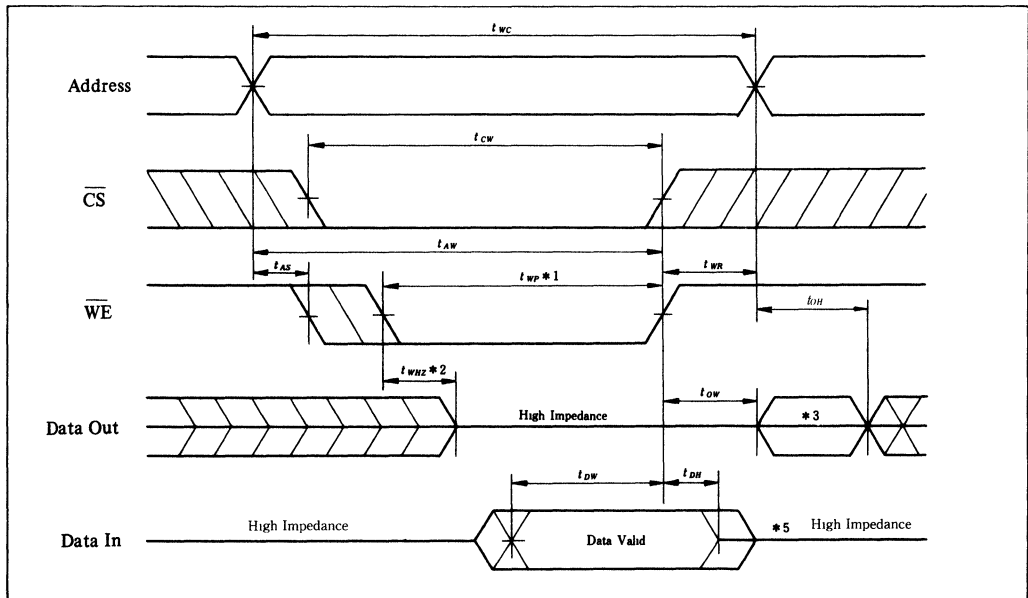 t WC
Address
t CW
CS
t AW
t AS
t WP *1
t WR
WE
t OH
t WHZ *2
t OW
High Impedance
*3
Data Out
t DW
t DH
High Impedance
*5 High Impedance
Data Valid
Data In